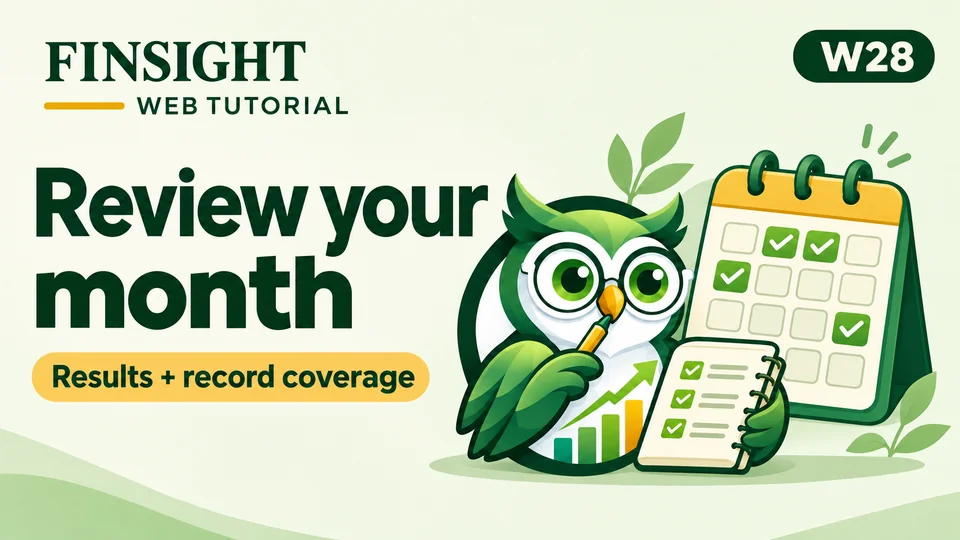 FINSIGHT
WEB TUTORIAL
W28
Review your
month
Results + record coverage